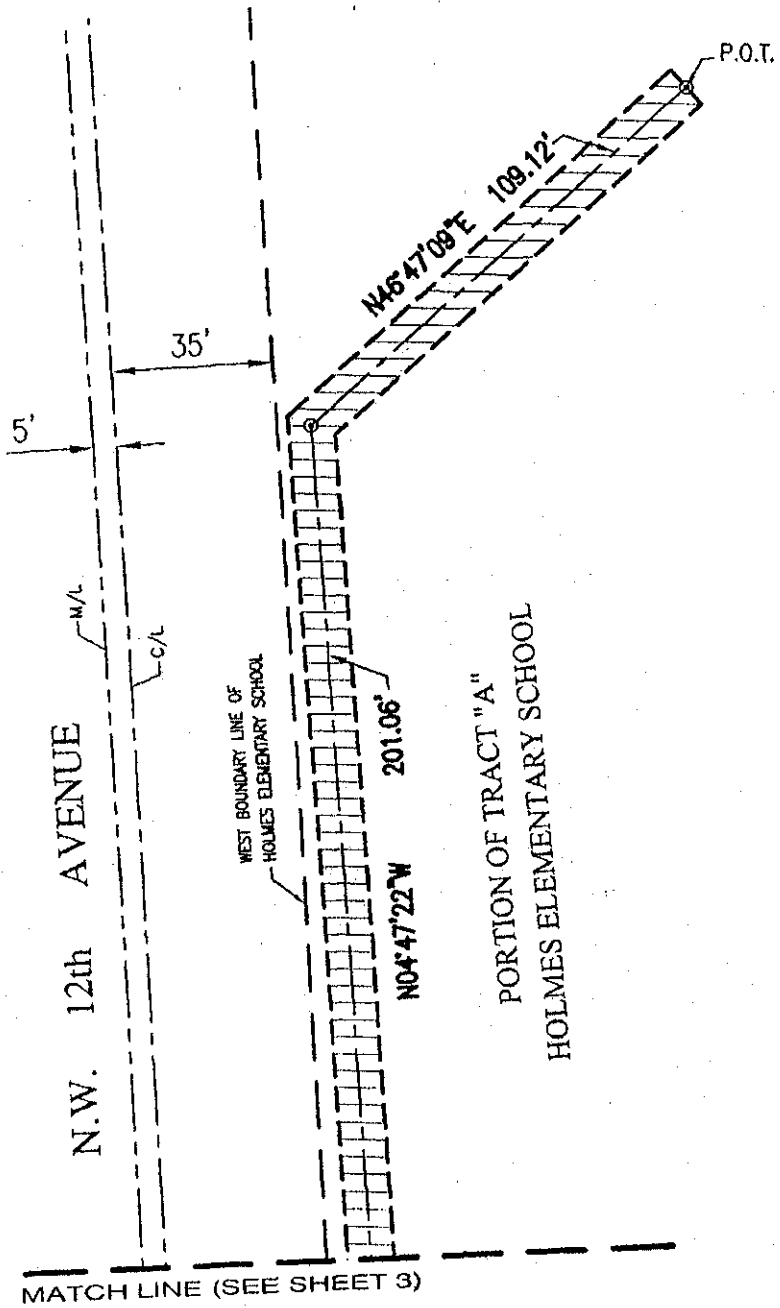 P.O.T.
109.12'
N46°47'09"E
35'
5'
M/L
C/L
WEST BOUNDARY LINE OF
HOLMES ELEMENTARY SCHOOL
201.06'
N04°47'22"W
N.W. 12th AVENUE
PORTION OF TRACT "A"
HOLMES ELEMENTARY SCHOOL
MATCH LINE (SEE SHEET 3)